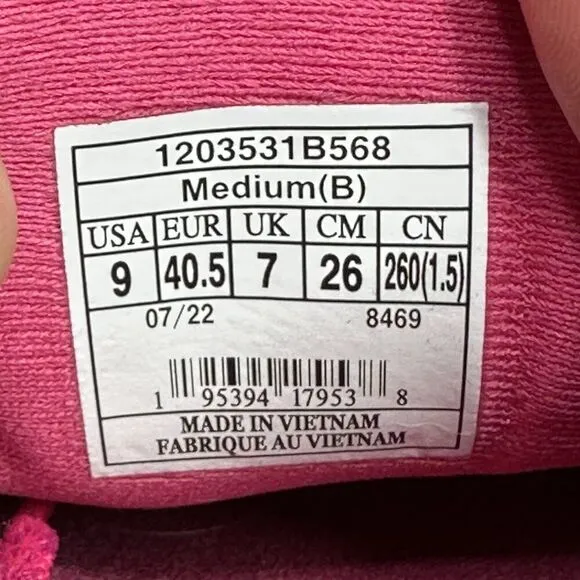 1203531B568
Medium(B)
USA EUR UK CM CN
9 40.5 7 26 260(1.5)
07/22 8469
1 95394 17953 8
MADE IN VIETNAM
FABRIQUE AU VIETNAM